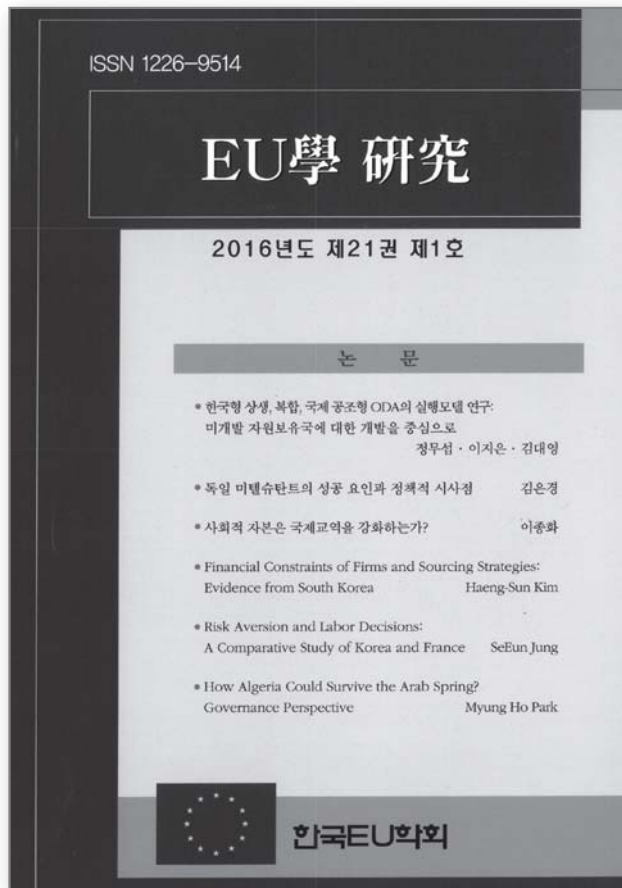 ISSN 1226-9514
EU學 硏究
2016년도 제21권 제1호
논 문
• 한국형 상생, 복합, 국제 공조형 ODA의 실행모델 연구:
미개발 자원보유국에 대한 개발을 중심으로
정무섭 · 이지은 · 김대영
• 독일 미텔슈탄트의 성공 요인과 정책적 시사점 김은경
• 사회적 자본은 국제교역을 강화하는가? 이종화
• Financial Constraints of Firms and Sourcing Strategies:
Evidence from South Korea Haeng-Sun Kim
• Risk Aversion and Labor Decisions:
A Comparative Study of Korea and France SeEun Jung
• How Algeria Could Survive the Arab Spring?
Governance Perspective Myung Ho Park
한국EU학회